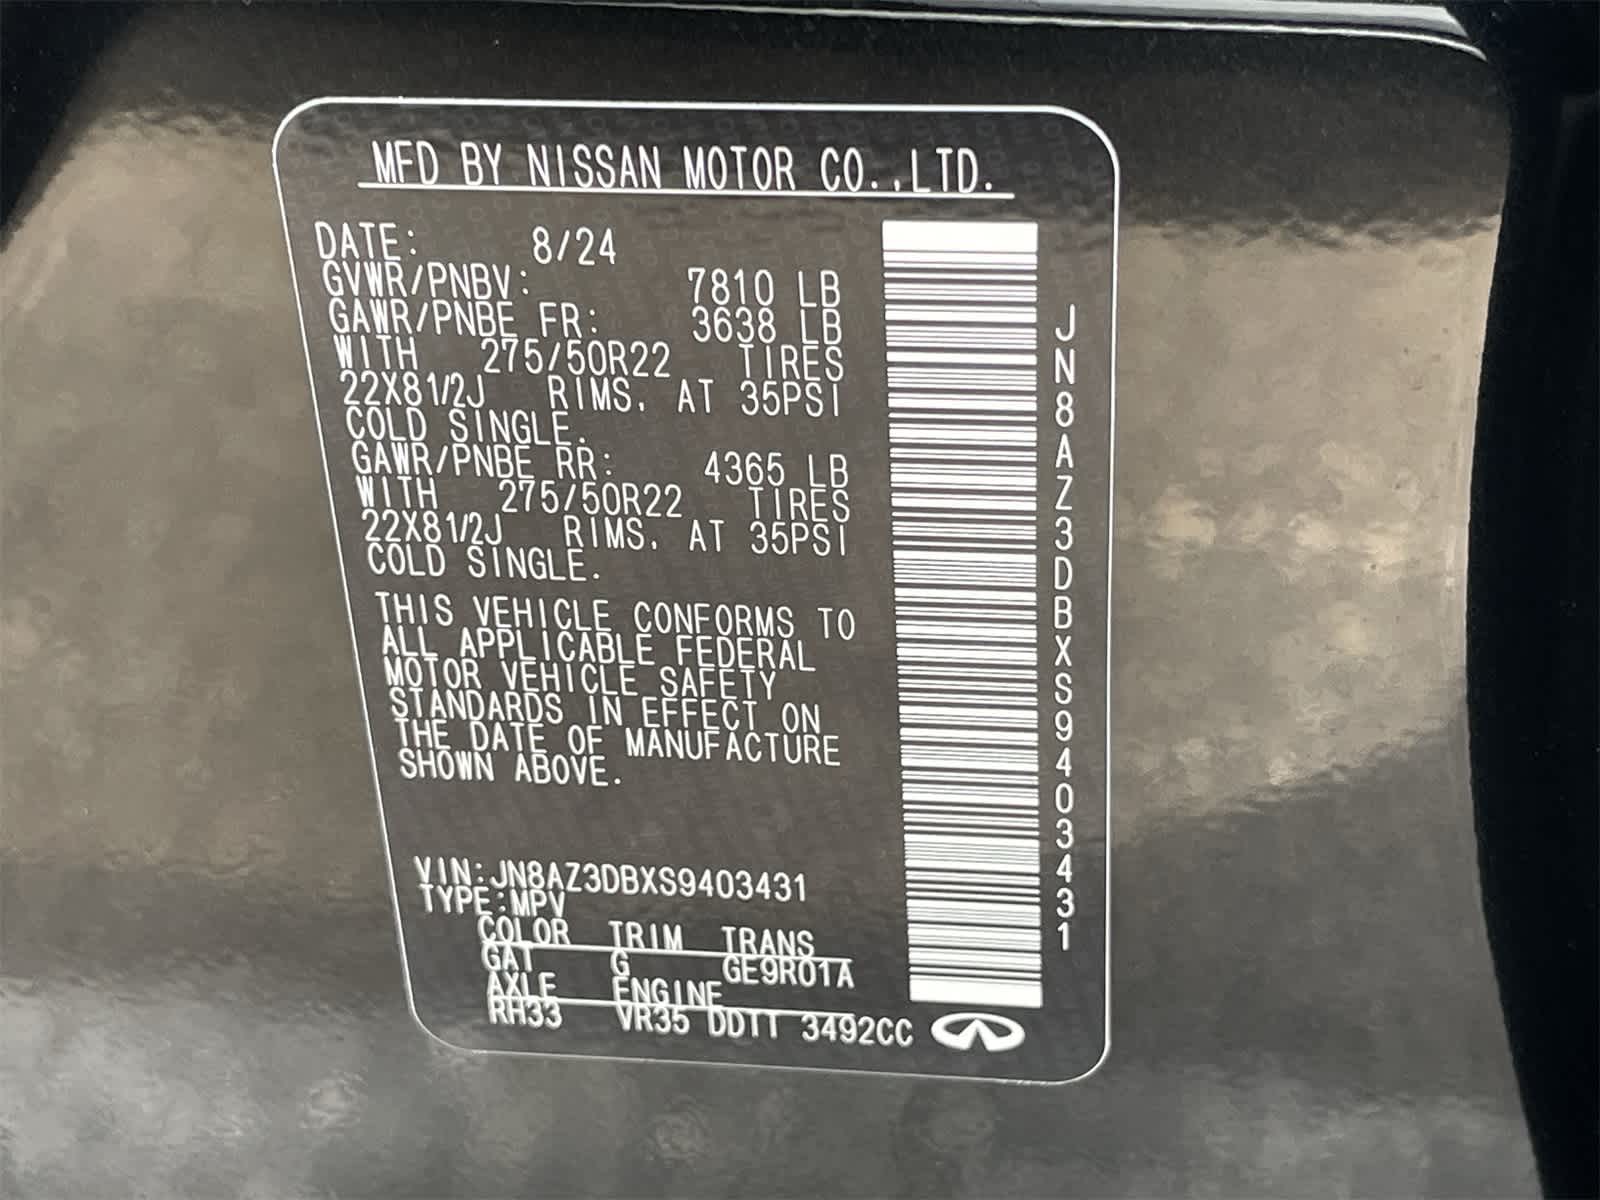 MFD BY NISSAN MOTOR CO.,LTD.
DATE: 8/24
GVWR/PNBV: 7810 LB
GAWR/PNBE FR: 3638 LB
WITH 275/50R22 TIRES
22X81/2J RIMS. AT 35PSI
COLD SINGLE.
GAWR/PNBE RR: 4365 LB
WITH 275/50R22 TIRES
22X81/2J RIMS. AT 35PSI
COLD SINGLE.
THIS VEHICLE CONFORMS TO
ALL APPLICABLE FEDERAL
MOTOR VEHICLE SAFETY
STANDARDS IN EFFECT ON
THE DATE OF MANUFACTURE
SHOWN ABOVE.
VIN:JN8AZ3DBXS9403431
TYPE:MPV
COLOR TRIM TRANS
GAT G GE9R01A
AXLE ENGINE
RH33 VR35 DDTT 3492CC
JN8AZ3DBXS9403431